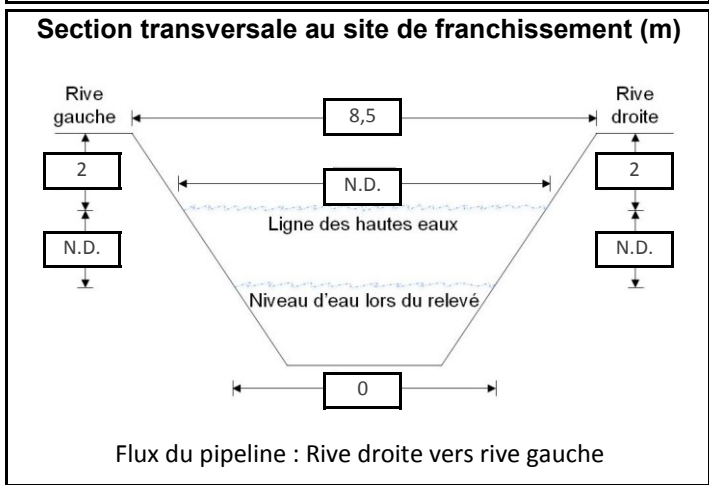 Section transversale au site de franchissement (m)
Rive gauche
Rive droite
8,5
2
2
N.D.
Ligne des hautes eaux
N.D.
N.D.
Niveau d'eau lors du relevé
0
Flux du pipeline : Rive droite vers rive gauche